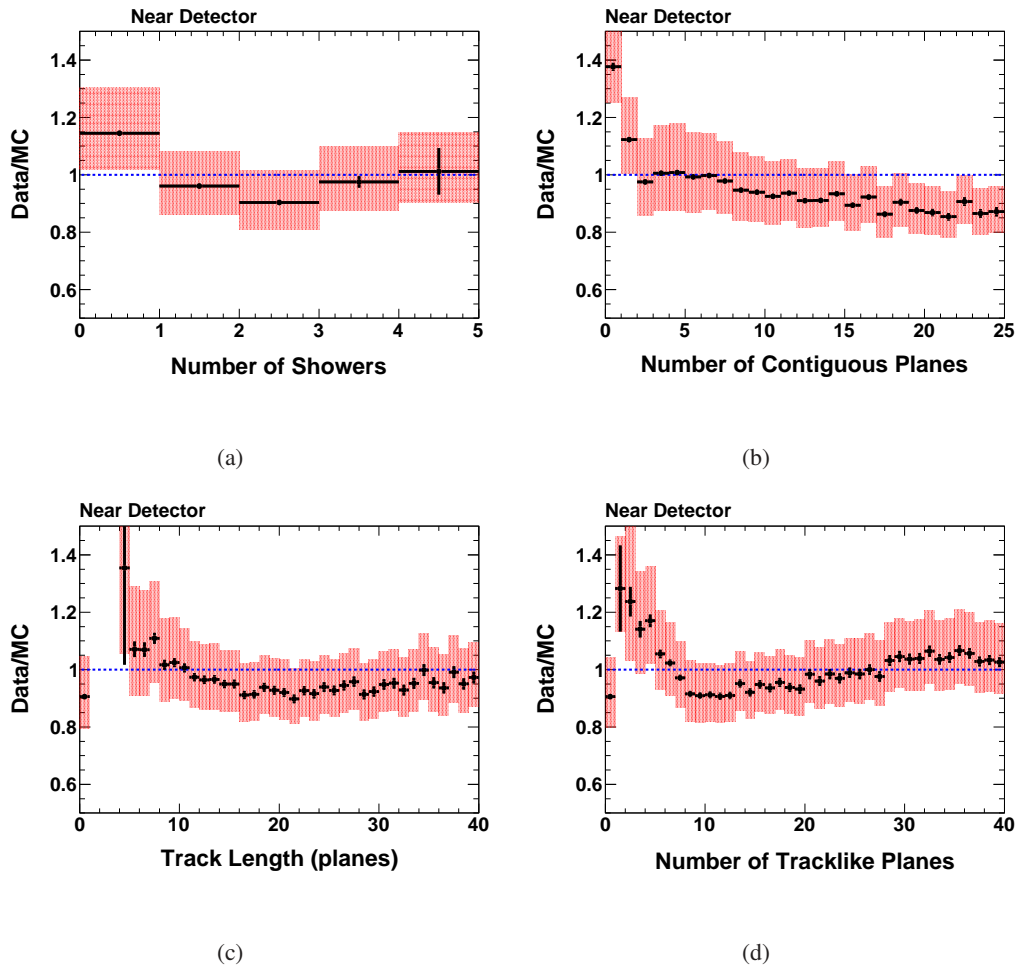 Near Detector
Data/MC
1.4
1.2
1
0.8
0.6
0 1 2 3 4 5
Number of Showers
(a)
Near Detector
Data/MC
1.4
1.2
1
0.8
0.6
0 5 10 15 20 25
Number of Contiguous Planes
(b)
Near Detector
Data/MC
1.4
1.2
1
0.8
0.6
0 10 20 30 40
Track Length (planes)
(c)
Near Detector
Data/MC
1.4
1.2
1
0.8
0.6
0 10 20 30 40
Number of Tracklike Planes
(d)